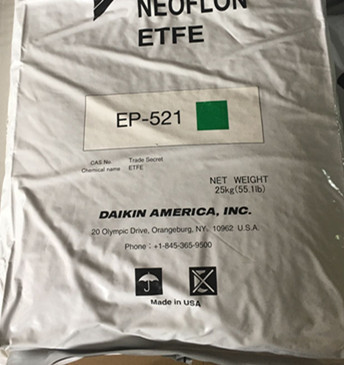 NEOFLON
ETFE
EP-521
CAS No. Trade Secret
Chemical name ETFE
NET WEIGHT
25kg(55.1lb)
DAIKIN AMERICA, INC.
20 Olympic Drive, Orangeburg, NY, 10962 U.S.A.
Phone : +1-845-365-9500
Made in USA